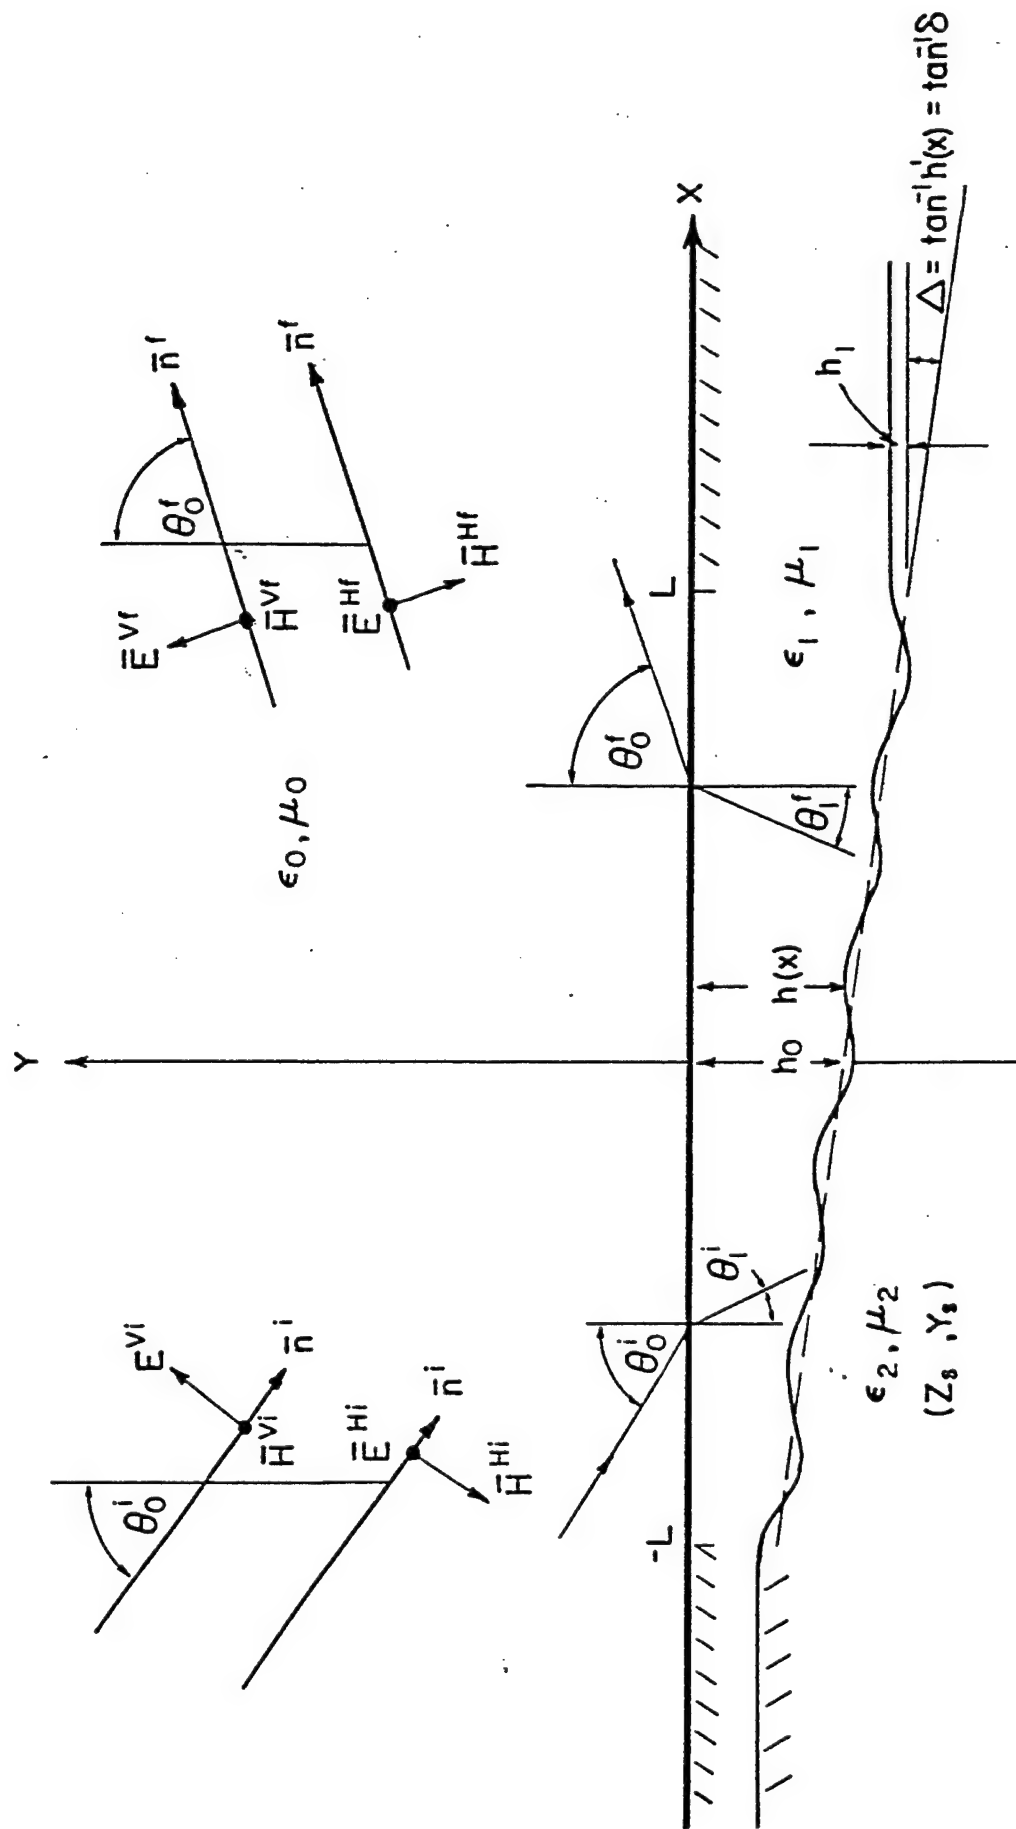 Y
θ₀ⁱ
E^Vi
H̄^Vi
n̄ⁱ
Ē^Hi
n̄ⁱ
H̄^Hi
ε₀, μ₀
Ē^Vf
H̄^Vf
θ₀ᶠ
n̄ᶠ
Ē^Hf
n̄ᶠ
H̄^Hf
θ₀ⁱ
θ₀ᶠ
-L
L
X
θ₁ⁱ
h₀
h(x)
θ₁ᶠ
ε₁, μ₁
h₁
ε₂, μ₂
(Zₛ, Yₛ)
Δ = tan⁻¹h'(x) = tan⁻¹δ